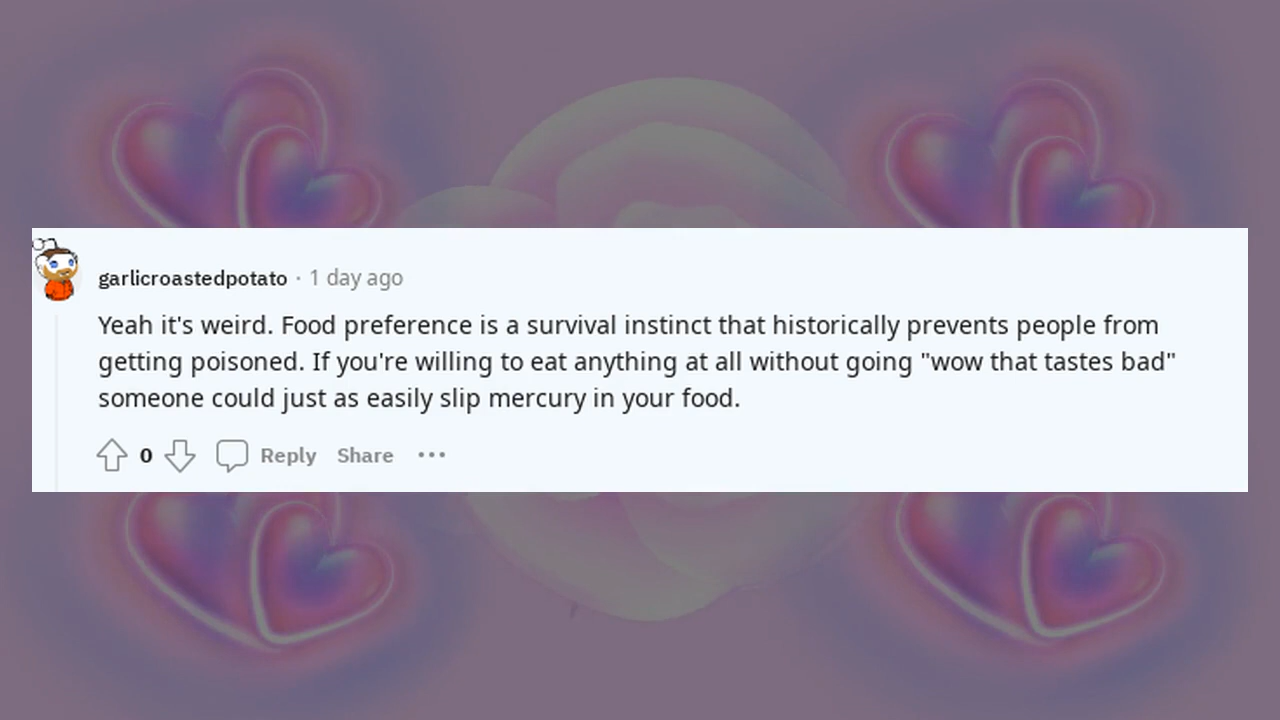 garlicroastedpotato · 1 day ago
Yeah it's weird. Food preference is a survival instinct that historically prevents people from
getting poisoned. If you're willing to eat anything at all without going "wow that tastes bad"
someone could just as easily slip mercury in your food.
0 Reply Share •••